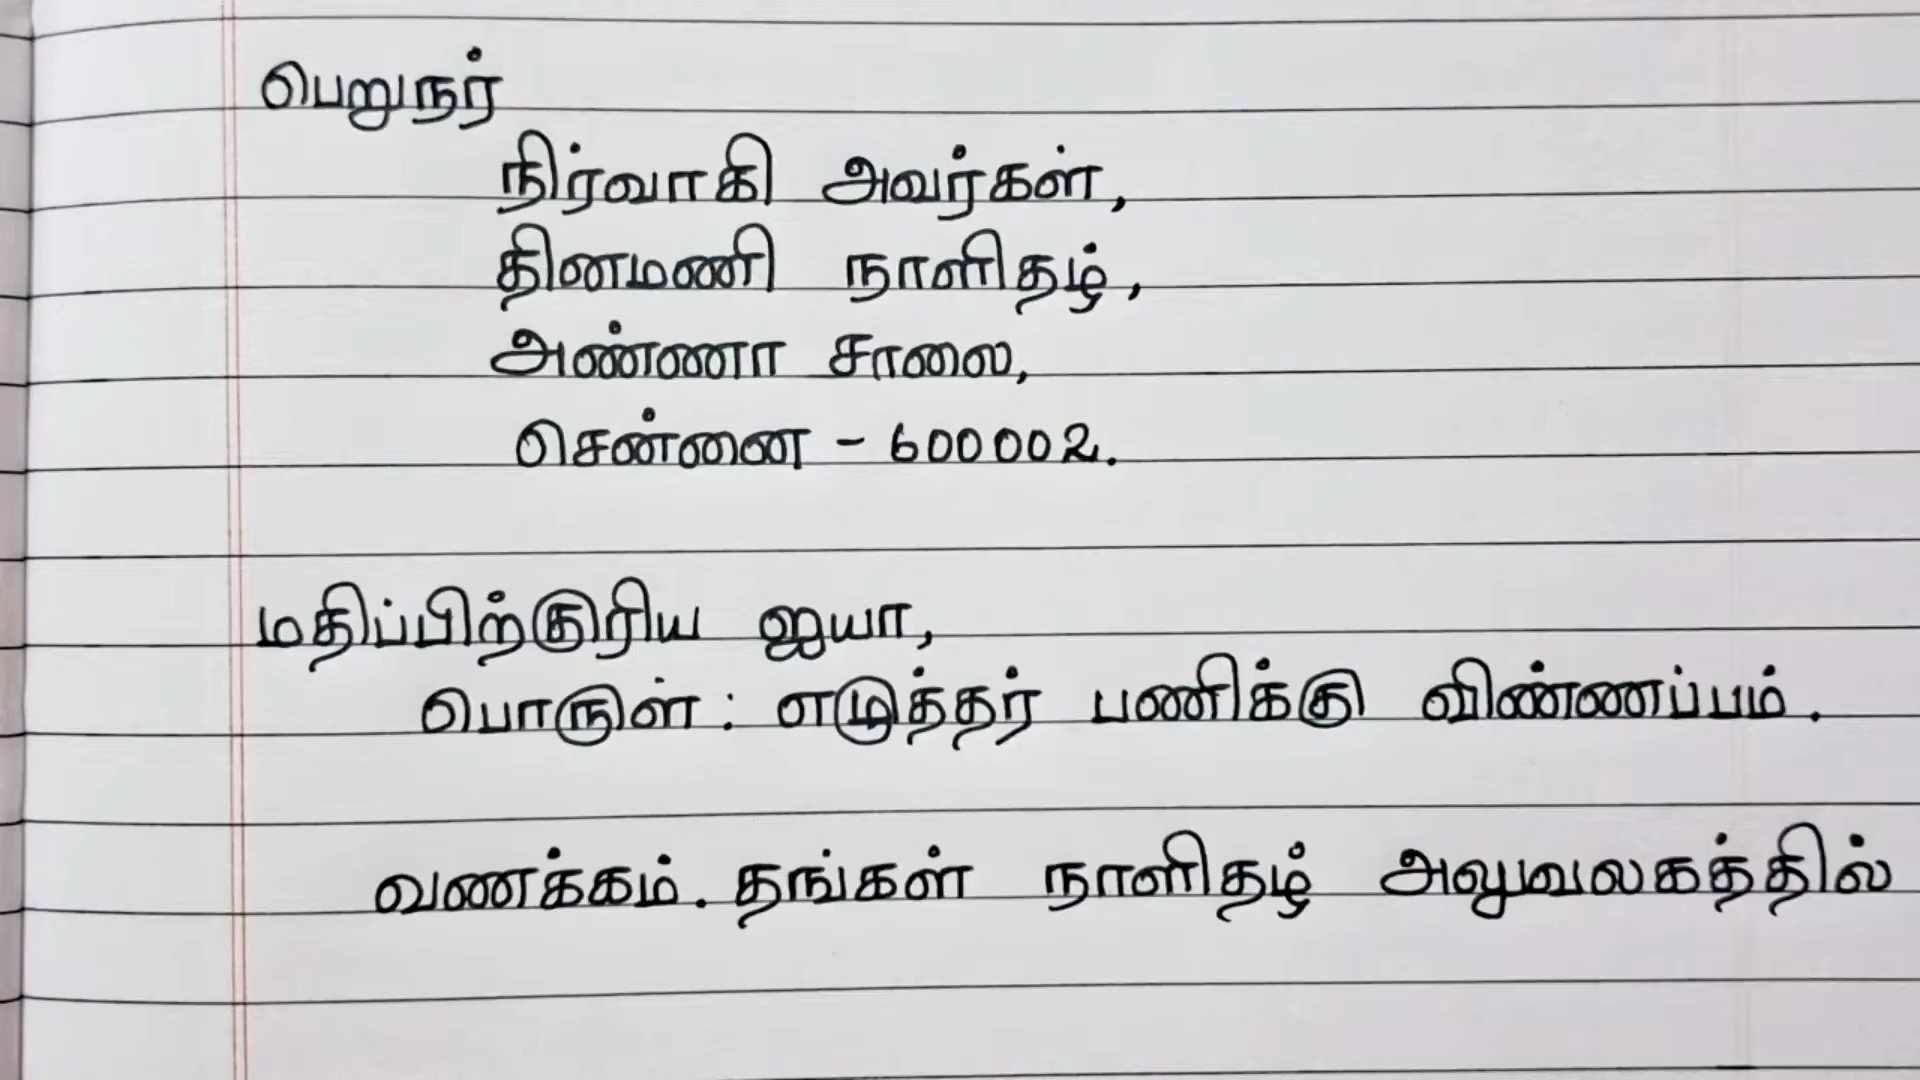 பெறுநர்
நிர்வாகி அவர்கள்,
தினமணி நாளிதழ்,
அண்ணா சாலை,
சென்னை - 600002.
மதிப்பிற்குரிய ஐயா,
பொருள் : எழுத்தர் பணிக்கு விண்ணப்பம் .
வணக்கம். தங்கள் நாளிதழ் அலுவலகத்தில்